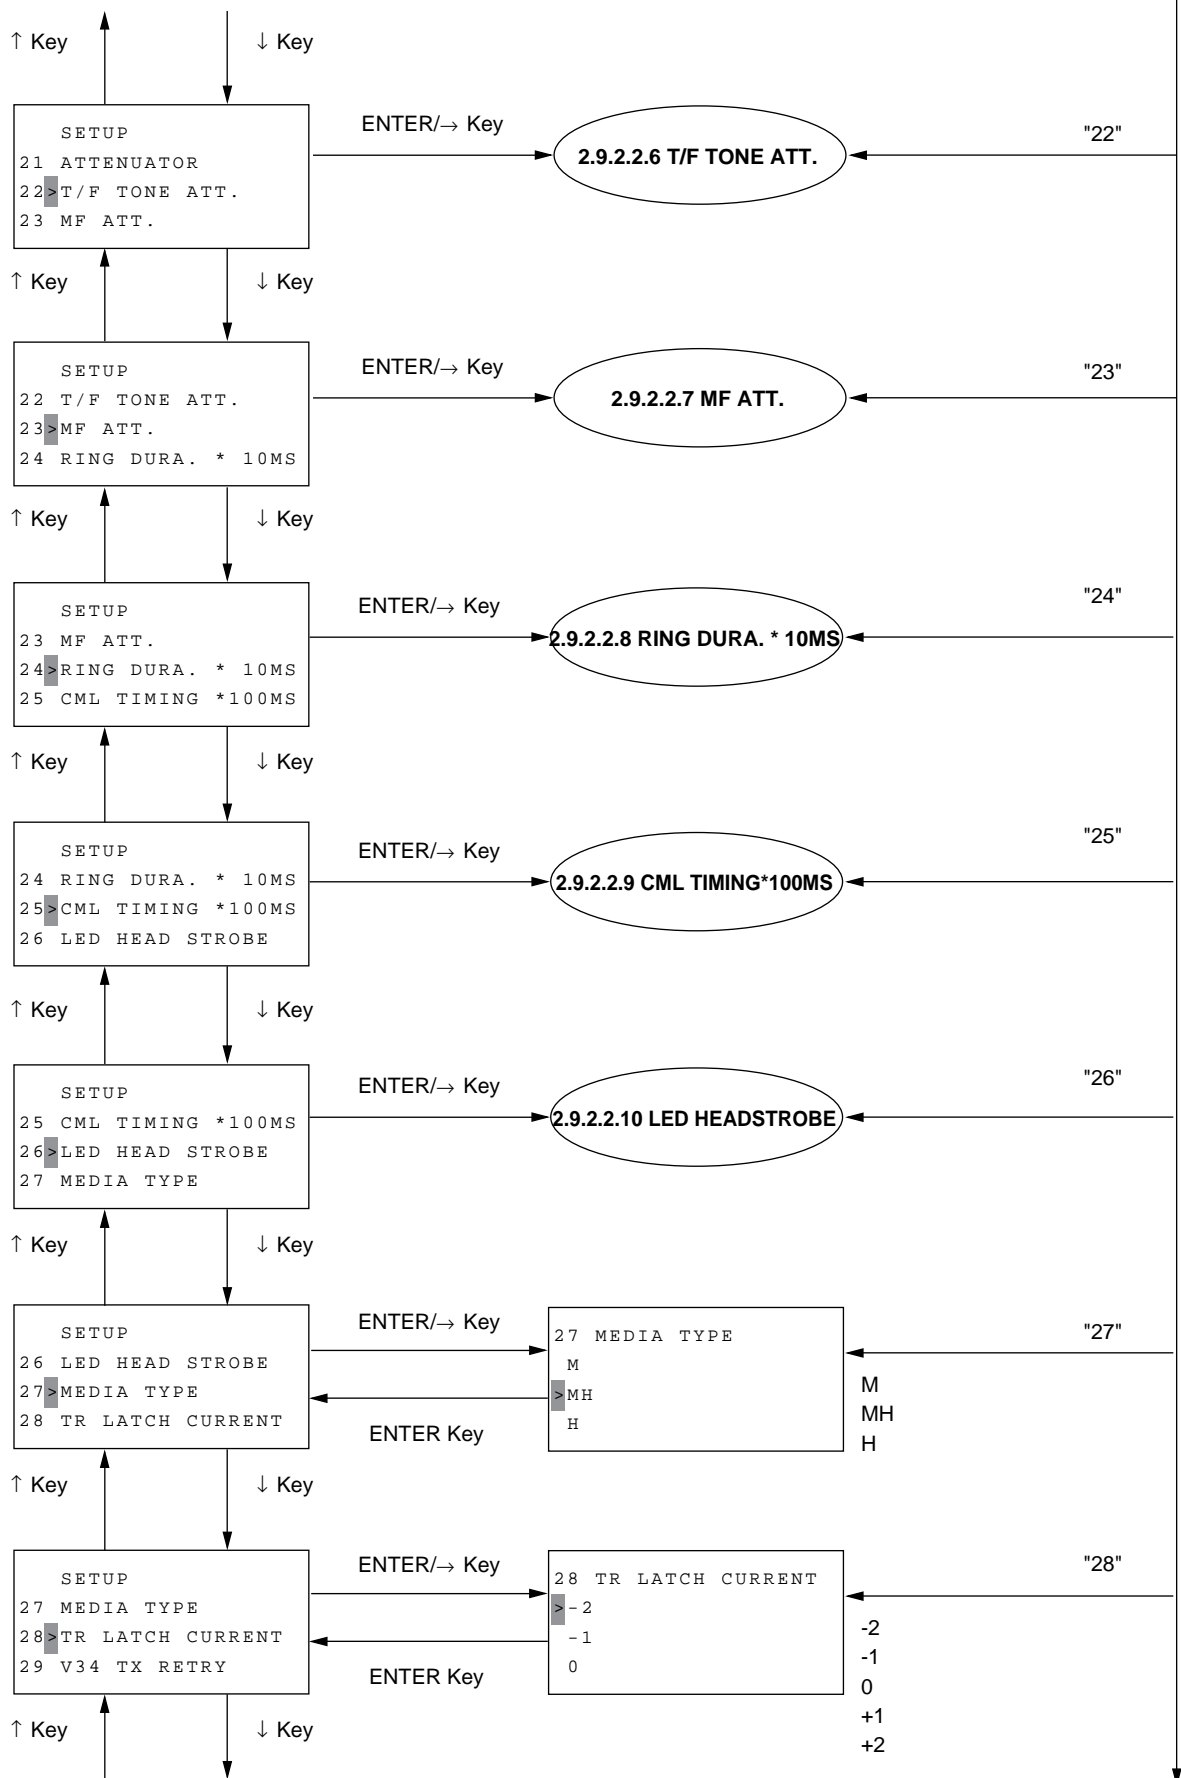 ↑ Key
↓ Key
SETUP
21 ATTENUATOR
22>T/F TONE ATT.
23 MF ATT.
ENTER/→ Key
2.9.2.2.6 T/F TONE ATT.
"22"
↑ Key
↓ Key
SETUP
22 T/F TONE ATT.
23>MF ATT.
24 RING DURA. * 10MS
ENTER/→ Key
2.9.2.2.7 MF ATT.
"23"
↑ Key
↓ Key
SETUP
23 MF ATT.
24>RING DURA. * 10MS
25 CML TIMING *100MS
ENTER/→ Key
2.9.2.2.8 RING DURA. * 10MS
"24"
↑ Key
↓ Key
SETUP
24 RING DURA. * 10MS
25>CML TIMING *100MS
26 LED HEAD STROBE
ENTER/→ Key
2.9.2.2.9 CML TIMING*100MS
"25"
↑ Key
↓ Key
SETUP
25 CML TIMING *100MS
26>LED HEAD STROBE
27 MEDIA TYPE
ENTER/→ Key
2.9.2.2.10 LED HEADSTROBE
"26"
↑ Key
↓ Key
SETUP
26 LED HEAD STROBE
27>MEDIA TYPE
28 TR LATCH CURRENT
ENTER/→ Key
ENTER Key
27 MEDIA TYPE
M
>MH
H
"27"
M
MH
H
↑ Key
↓ Key
SETUP
27 MEDIA TYPE
28>TR LATCH CURRENT
29 V34 TX RETRY
ENTER/→ Key
ENTER Key
28 TR LATCH CURRENT
>-2
-1
0
"28"
-2
-1
0
+1
+2
↑ Key
↓ Key